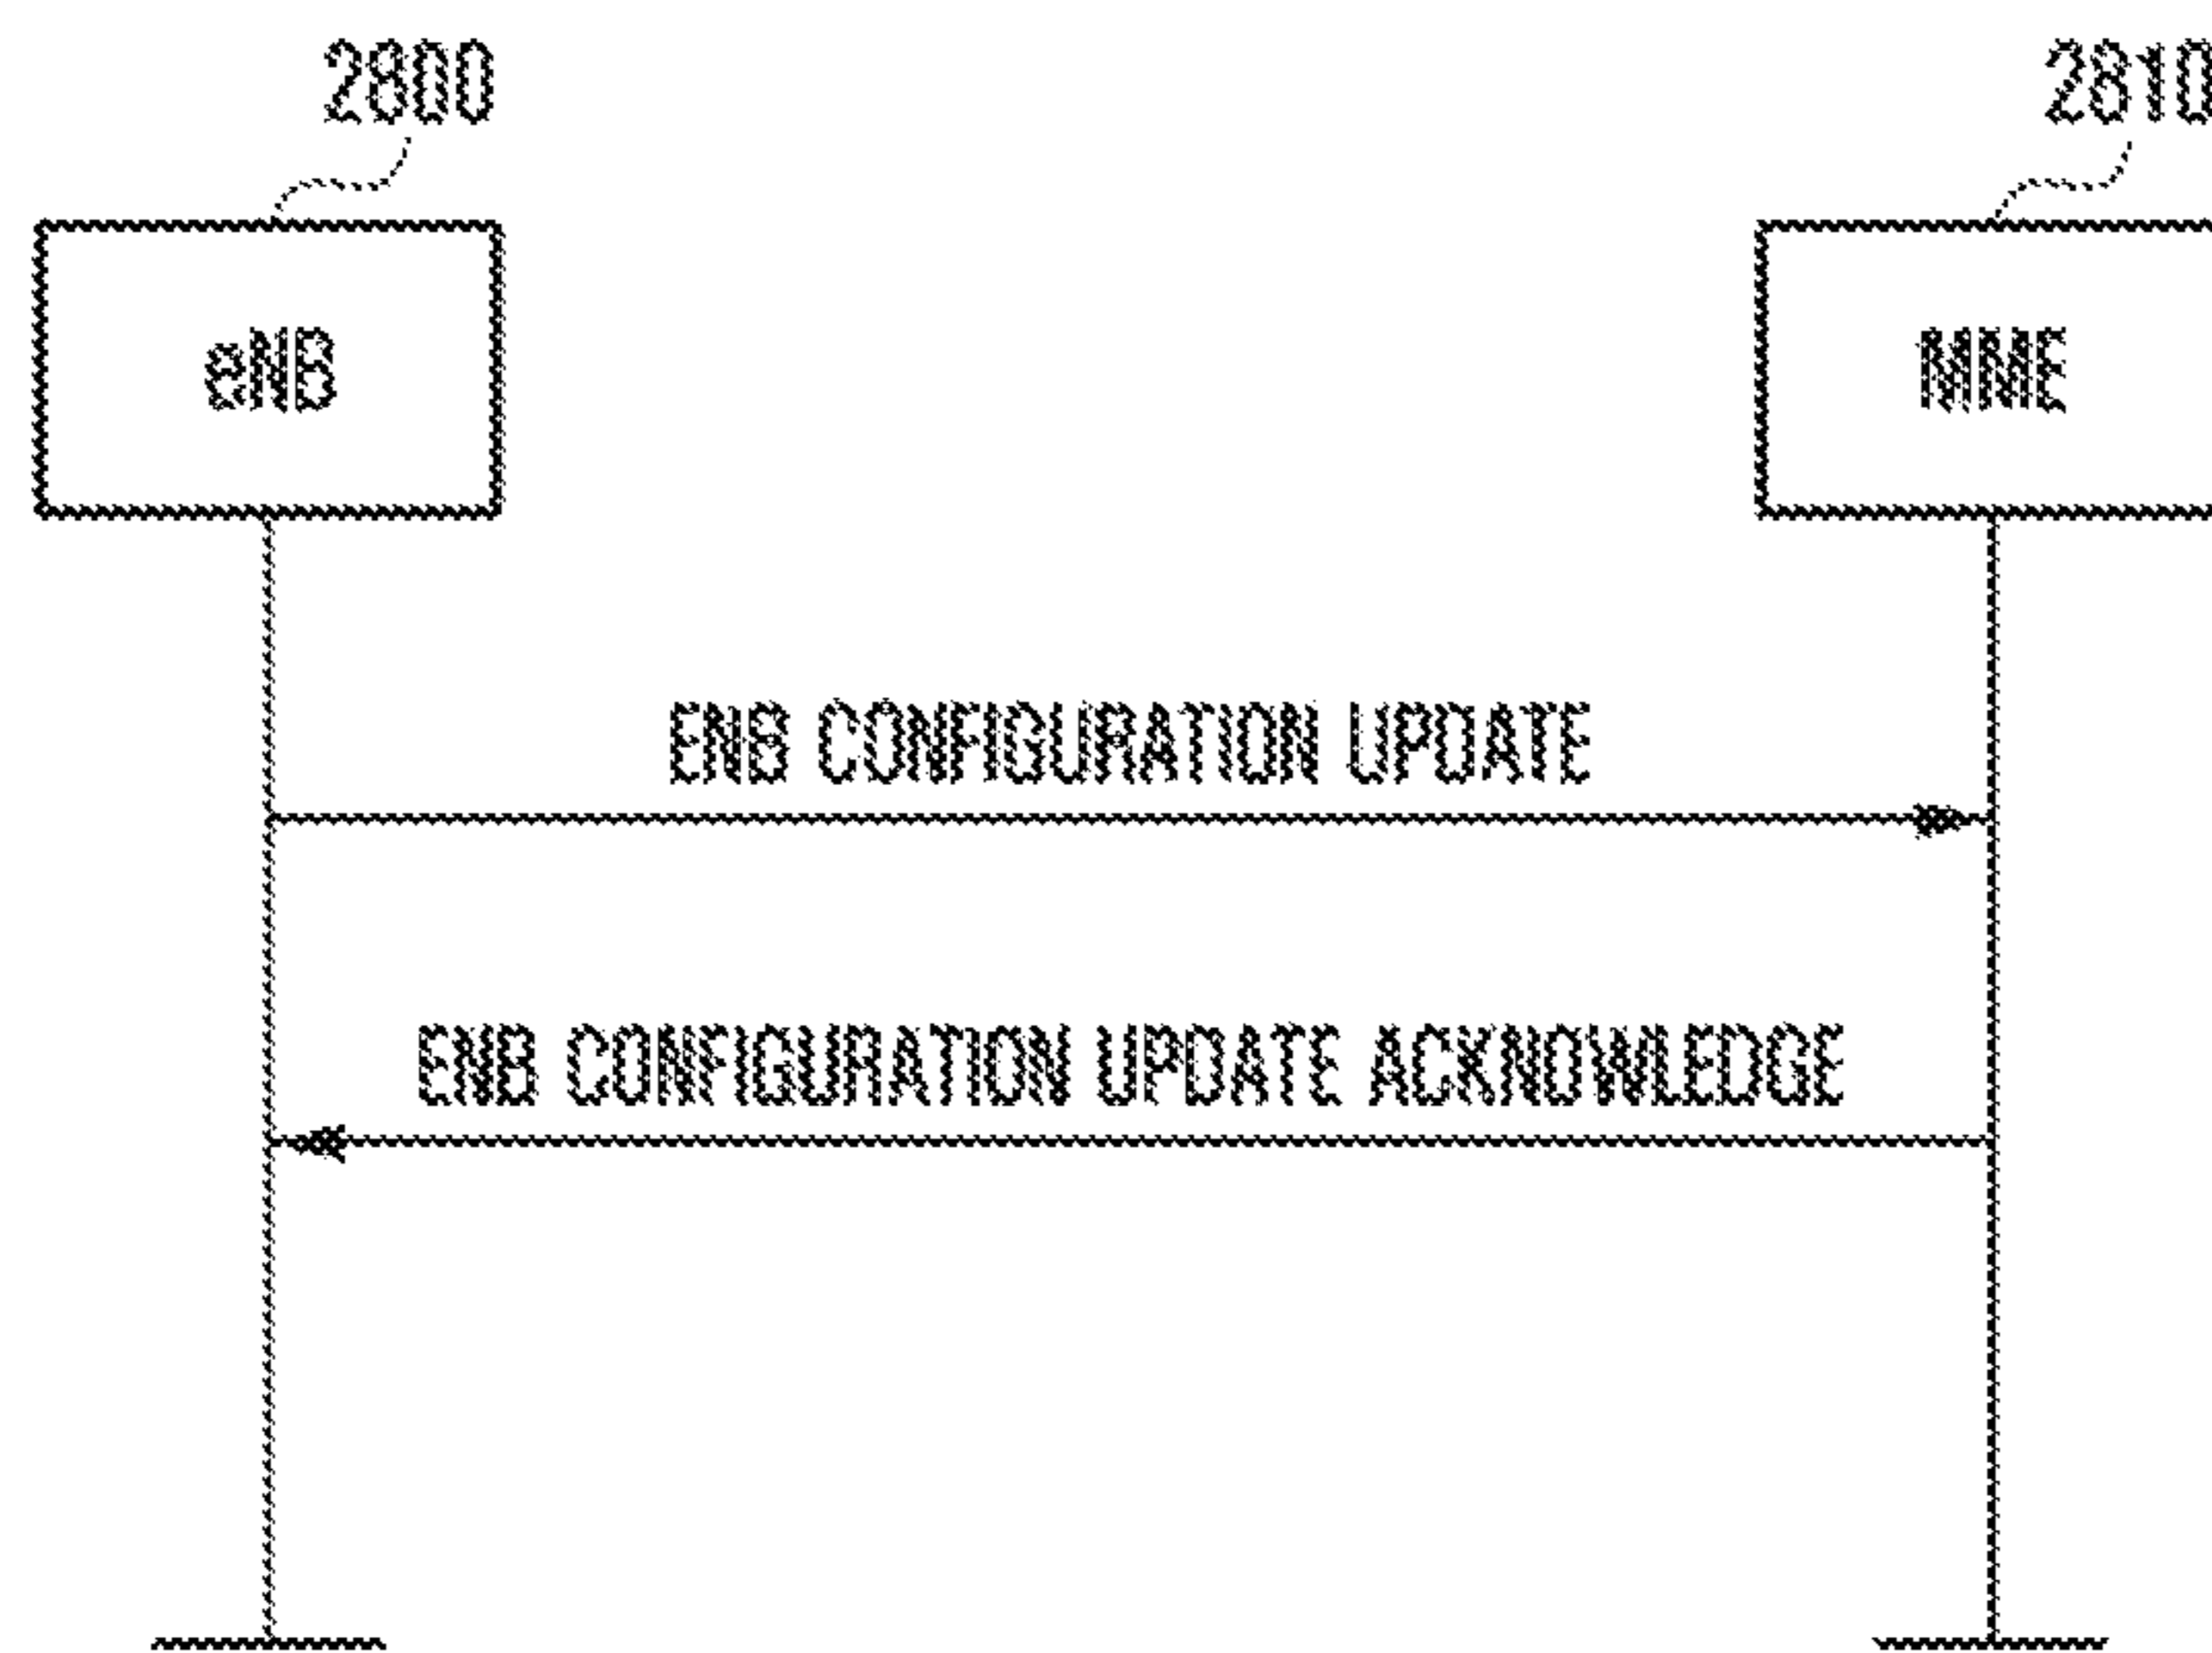 2800
2810
eNB
MME
ENB CONFIGURATION UPDATE
ENB CONFIGURATION UPDATE ACKNOWLEDGE